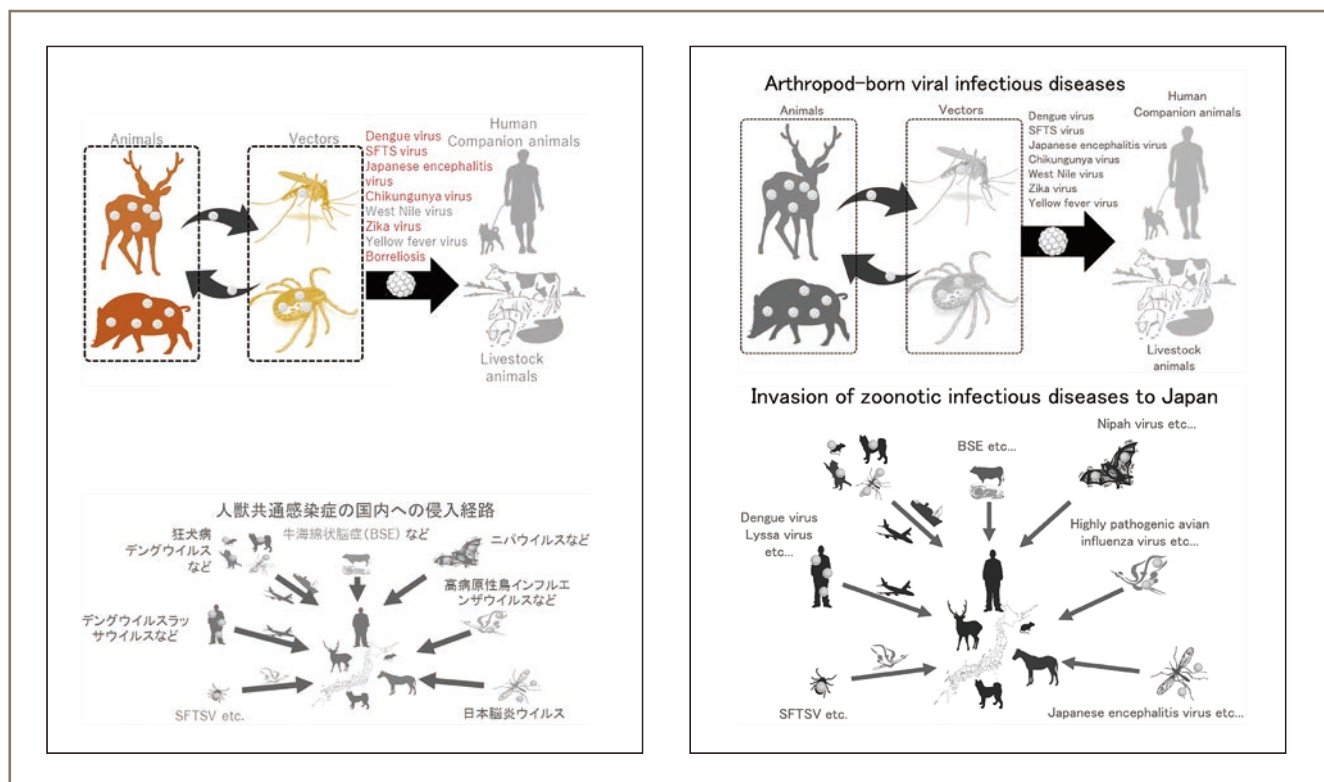 Animals
Vectors
Dengue virus
SFTS virus
Japanese encephalitis
virus
Chikungunya virus
West Nile virus
Zika virus
Yellow fever virus
Borreliosis
Human
Companion animals
Livestock
animals
人獣共通感染症の国内への侵入経路
狂犬病
デングウイルス
など
牛海綿状脳症(BSE) など
ニパウイルスなど
高病原性鳥インフルエ
ンザウイルスなど
デングウイルスラッ
サウイルスなど
SFTSV etc.
日本脳炎ウイルス
Arthropod-born viral infectious diseases
Animals
Vectors
Dengue virus
SFTS virus
Japanese encephalitis virus
Chikungunya virus
West Nile virus
Zika virus
Yellow fever virus
Human
Companion animals
Livestock
animals
Invasion of zoonotic infectious diseases to Japan
BSE etc...
Nipah virus etc...
Dengue virus
Lyssa virus
etc...
Highly pathogenic avian
influenza virus etc...
SFTSV etc.
Japanese encephalitis virus etc...